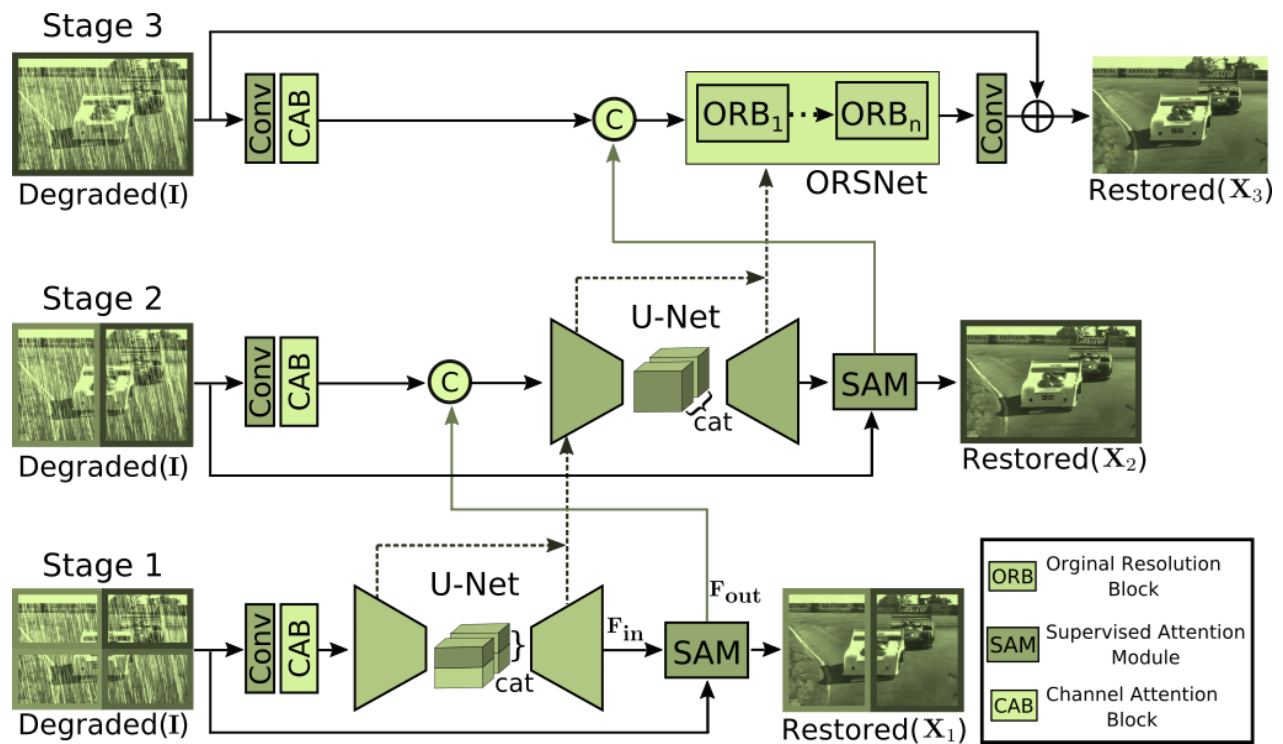 Stage 3
Conv
CAB
C
ORB1
ORBn
Conv
ORSNet
Degraded(I)
Restored(X3)
Stage 2
Conv
CAB
C
U-Net
cat
SAM
Degraded(I)
Restored(X2)
Stage 1
Conv
CAB
U-Net
cat
Fin
Fout
SAM
Degraded(I)
Restored(X1)
ORB
Orginal Resolution
Block
SAM
Supervised Attention
Module
CAB
Channel Attention
Block